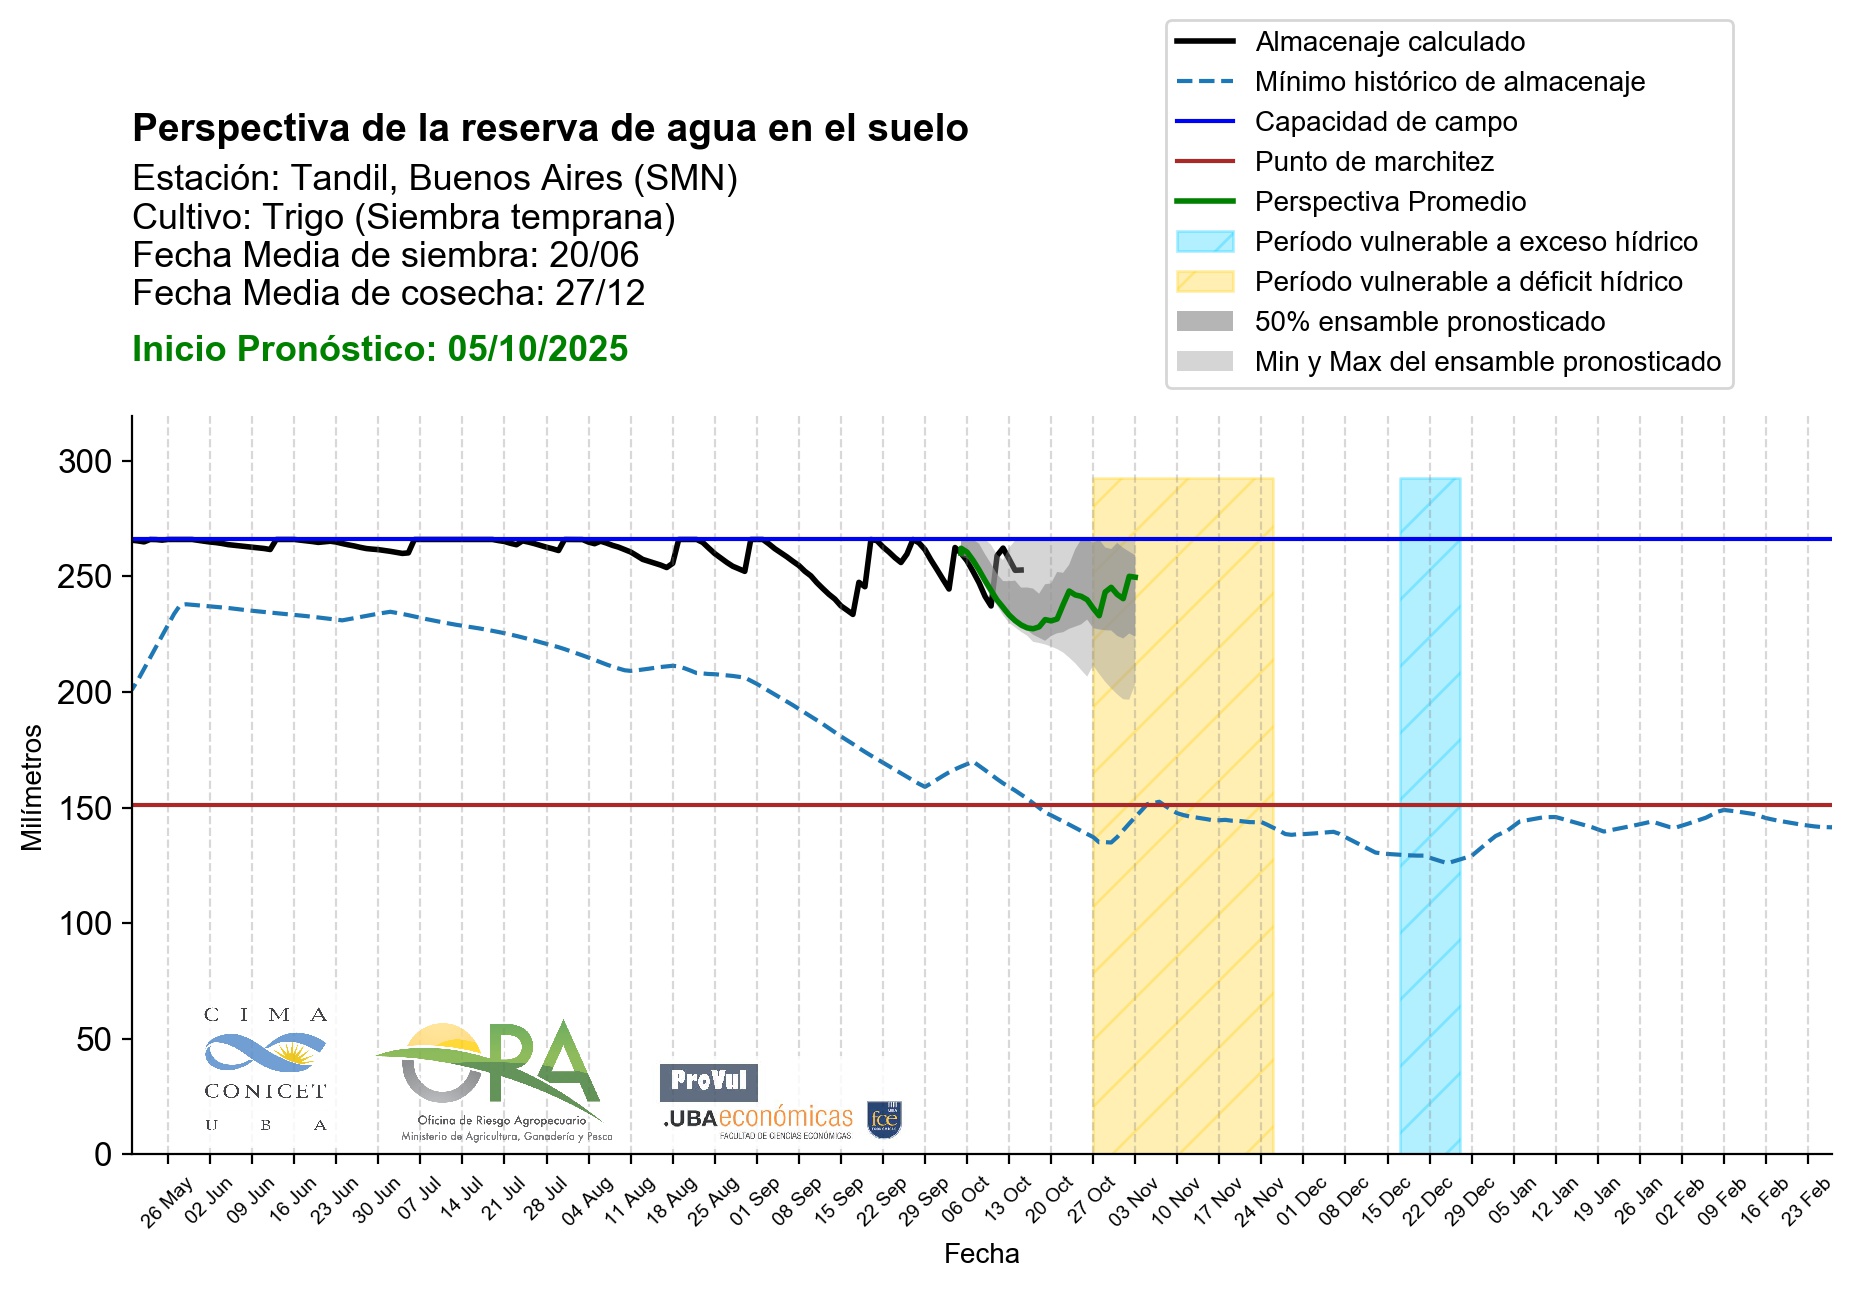 Almacenaje calculado
Mínimo histórico de almacenaje
Capacidad de campo
Punto de marchitez
Perspectiva Promedio
Período vulnerable a exceso hídrico
Período vulnerable a déficit hídrico
50% ensamble pronosticado
Min y Max del ensamble pronosticado
Perspectiva de la reserva de agua en el suelo
Estación: Tandil, Buenos Aires (SMN)
Cultivo: Trigo (Siembra temprana)
Fecha Media de siembra: 20/06
Fecha Media de cosecha: 27/12
Inicio Pronóstico: 05/10/2025
Milímetros
300
250
200
150
100
50
0
C I M A
CONICET
U B A
ORA
Oficina de Riesgo Agropecuario
Ministerio de Agricultura, Ganadería y Pesca
ProVul
.UBAeconómicas
FACULTAD DE CIENCIAS ECONÓMICAS
fce
26 May
02 Jun
09 Jun
16 Jun
23 Jun
30 Jun
07 Jul
14 Jul
21 Jul
28 Jul
04 Aug
11 Aug
18 Aug
25 Aug
01 Sep
08 Sep
15 Sep
22 Sep
29 Sep
06 Oct
13 Oct
20 Oct
27 Oct
03 Nov
10 Nov
17 Nov
24 Nov
01 Dec
08 Dec
15 Dec
22 Dec
29 Dec
05 Jan
12 Jan
19 Jan
26 Jan
02 Feb
09 Feb
16 Feb
23 Feb
Fecha